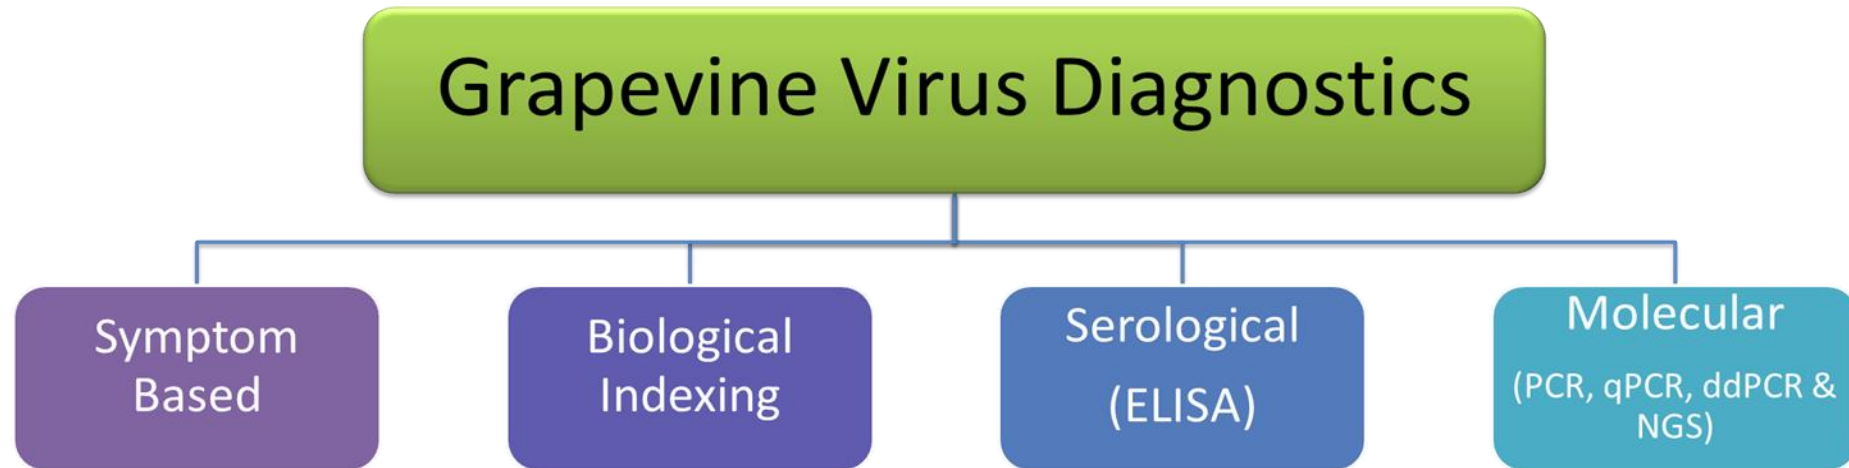 Grapevine Virus Diagnostics
Symptom
Based
Biological
Indexing
Serological
(ELISA)
Molecular
(PCR, qPCR, ddPCR &
NGS)